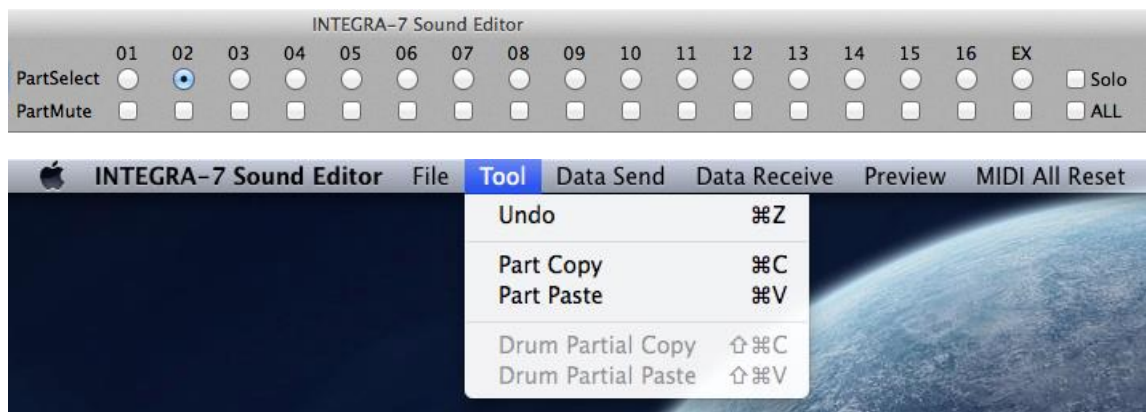 INTEGRA-7 Sound Editor
01 02 03 04 05 06 07 08 09 10 11 12 13 14 15 16 EX
PartSelect Solo
PartMute ALL
INTEGRA-7 Sound Editor File Tool Data Send Data Receive Preview MIDI All Reset
Undo ⌘Z
Part Copy ⌘C
Part Paste ⌘V
Drum Partial Copy ⇧⌘C
Drum Partial Paste ⇧⌘V